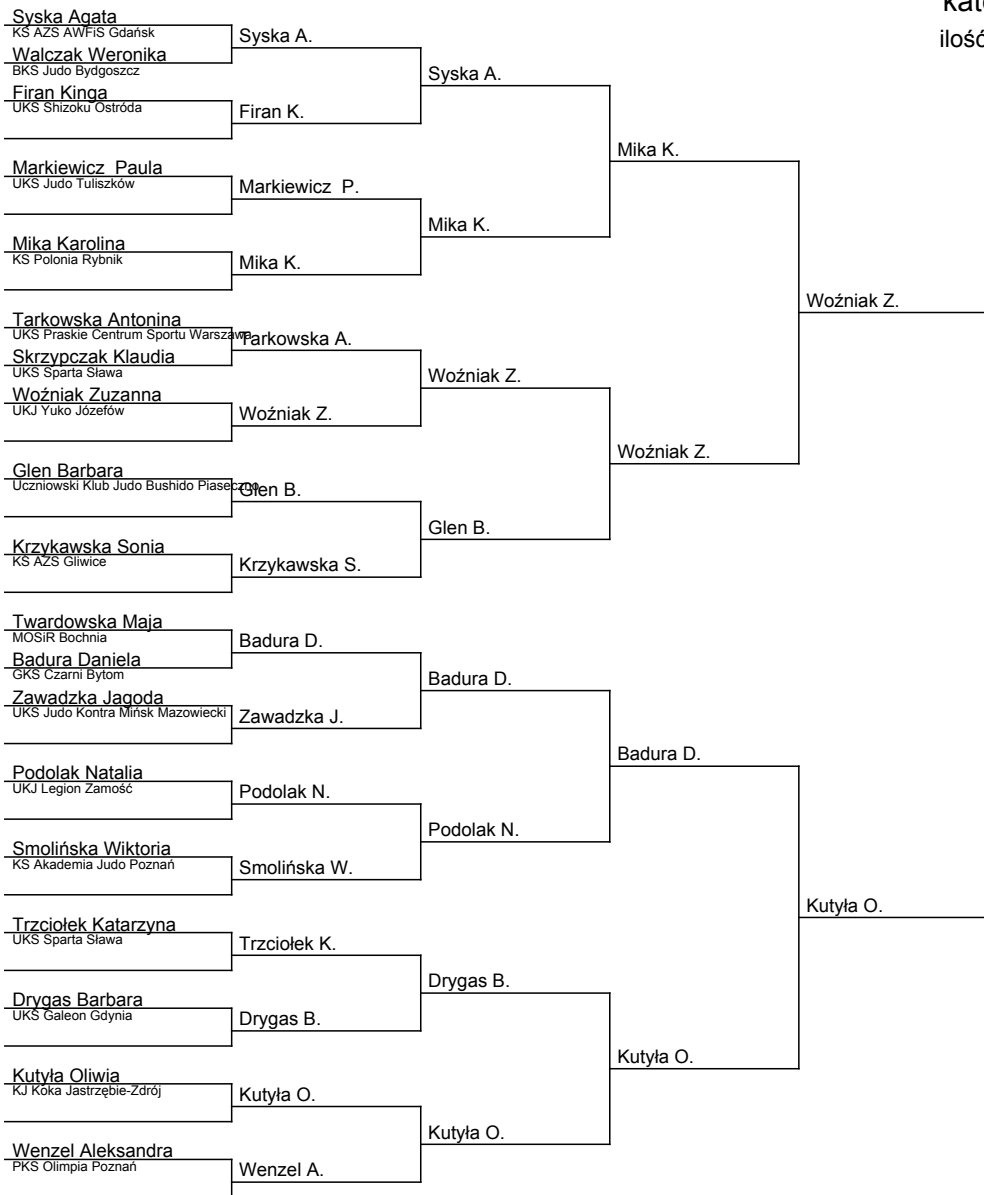 kate
ilość
Syska Agata
KS AZS AWFiS Gdańsk
Walczak Weronika
BKS Judo Bydgoszcz
Firan Kinga
UKS Shizoku Ostróda
Markiewicz  Paula
UKS Judo Tuliszków
Mika Karolina
KS Polonia Rybnik
Tarkowska Antonina
UKS Praskie Centrum Sportu Warszawa
Skrzypczak Klaudia
UKS Sparta Sława
Woźniak Zuzanna
UKJ Yuko Józefów
Glen Barbara
Uczniowski Klub Judo Bushido Piaseczno
Krzykawska Sonia
KS AZS Gliwice
Twardowska Maja
MOSiR Bochnia
Badura Daniela
GKS Czarni Bytom
Zawadzka Jagoda
UKS Judo Kontra Mińsk Mazowiecki
Podolak Natalia
UKJ Legion Zamość
Smolińska Wiktoria
KS Akademia Judo Poznań
Trzciołek Katarzyna
UKS Sparta Sława
Drygas Barbara
UKS Galeon Gdynia
Kutyła Oliwia
KJ Koka Jastrzębie-Zdrój
Wenzel Aleksandra
PKS Olimpia Poznań
Syska A.
Firan K.
Markiewicz  P.
Mika K.
Tarkowska A.
Woźniak Z.
Glen B.
Krzykawska S.
Badura D.
Zawadzka J.
Podolak N.
Smolińska W.
Trzciołek K.
Drygas B.
Kutyła O.
Wenzel A.
Syska A.
Mika K.
Woźniak Z.
Glen B.
Badura D.
Podolak N.
Drygas B.
Kutyła O.
Mika K.
Woźniak Z.
Badura D.
Kutyła O.
Woźniak Z.
Kutyła O.